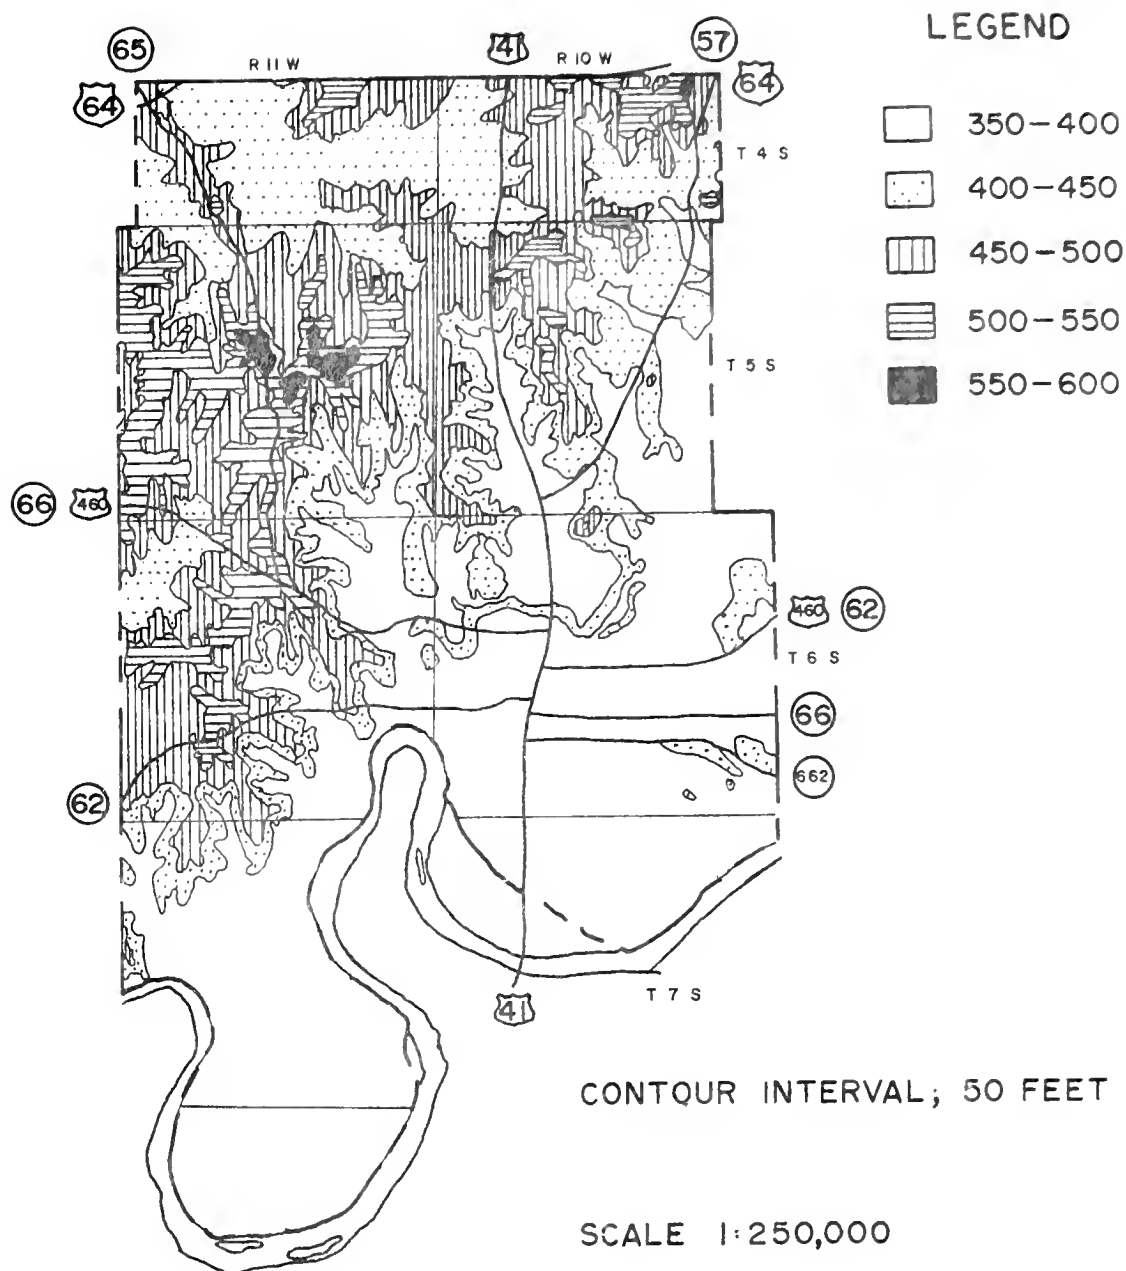 LEGEND
65
41
57
R 11 W
R 10 W
64
64
350-400
T 4 S
400-450
450-500
500-550
T 5 S
550-600
66
460
460
62
T 6 S
66
662
62
T 7 S
41
CONTOUR INTERVAL; 50 FEET
SCALE 1:250,000